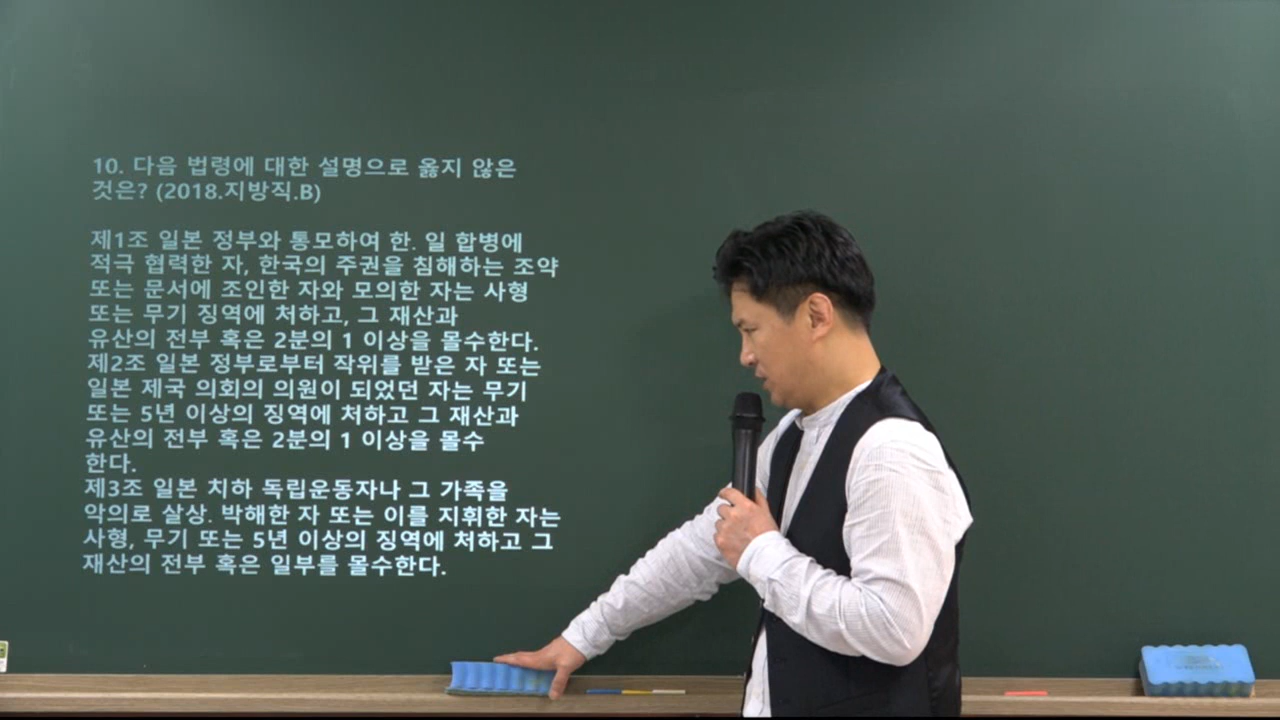 10. 다음 법령에 대한 설명으로 옳지 않은
것은? (2018.지방직.B)
제1조 일본 정부와 통모하여 한. 일 합병에
적극 협력한 자, 한국의 주권을 침해하는 조약
또는 문서에 조인한 자와 모의한 자는 사형
또는 무기 징역에 처하고, 그 재산과
유산의 전부 혹은 2분의 1 이상을 몰수한다.
제2조 일본 정부로부터 작위를 받은 자 또는
일본 제국 의회의 의원이 되었던 자는 무기
또는 5년 이상의 징역에 처하고 그 재산과
유산의 전부 혹은 2분의 1 이상을 몰수
한다.
제3조 일본 치하 독립운동자나 그 가족을
악의로 살상. 박해한 자 또는 이를 지휘한 자는
사형, 무기 또는 5년 이상의 징역에 처하고 그
재산의 전부 혹은 일부를 몰수한다.